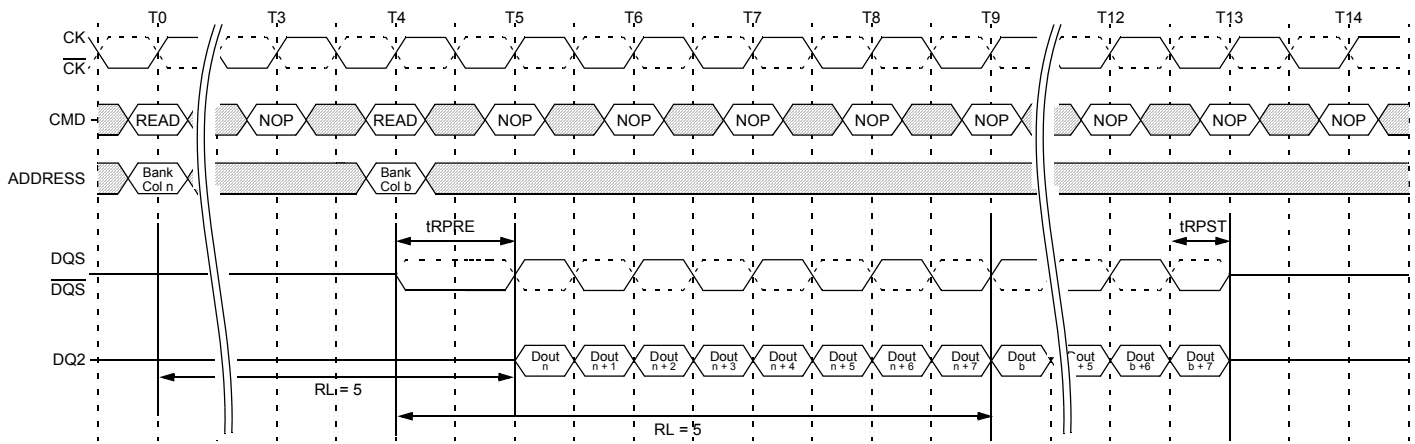 T0 T3 T4 T5 T6 T7 T8 T9 T12 T13 T14
CK
CK
CMD READ NOP READ NOP NOP NOP NOP NOP NOP NOP NOP
ADDRESS Bank Col n Bank Col b
tRPRE tRPST
DQS
DQS
DQ2 Dout n Dout n + 1 Dout n + 2 Dout n + 3 Dout n + 4 Dout n + 5 Dout n + 6 Dout n + 7 Dout b out + 5 Dout b +6 Dout b + 7
RL = 5
RL = 5